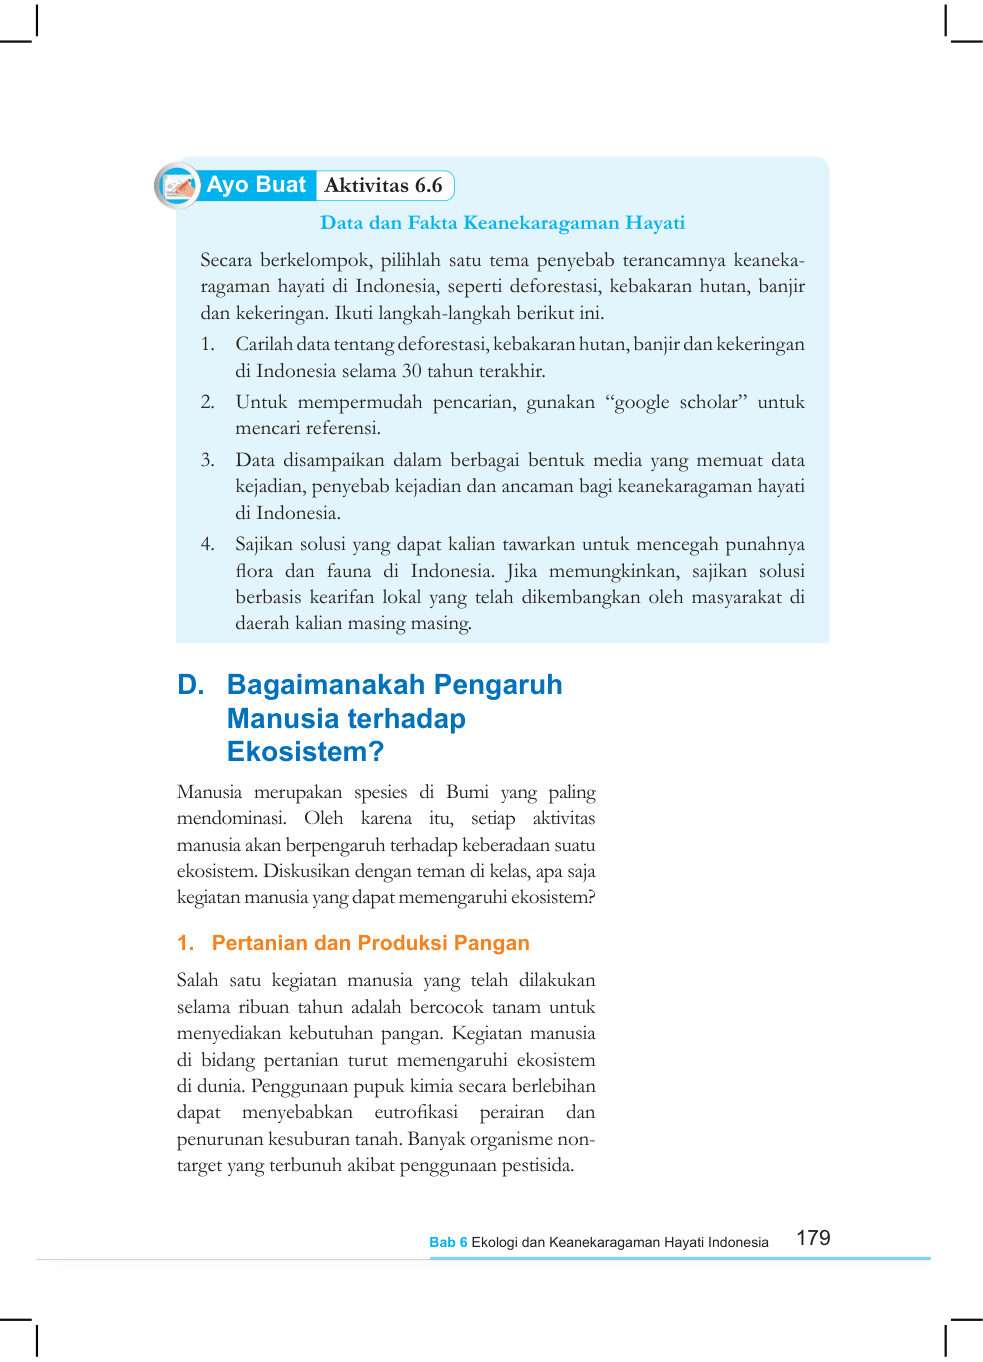 Ayo Buat Aktivitas 6.6
Data dan Fakta Keanekaragaman Hayati
Secara berkelompok, pilihlah satu tema penyebab terancamnya keaneka-
ragaman hayati di Indonesia, seperti deforestasi, kebakaran hutan, banjir
dan kekeringan. Ikuti langkah-langkah berikut ini.
1. Carilah data tentang deforestasi, kebakaran hutan, banjir dan kekeringan
di Indonesia selama 30 tahun terakhir.
2. Untuk mempermudah pencarian, gunakan “google scholar” untuk
mencari referensi.
3. Data disampaikan dalam berbagai bentuk media yang memuat data
kejadian, penyebab kejadian dan ancaman bagi keanekaragaman hayati
di Indonesia.
4. Sajikan solusi yang dapat kalian tawarkan untuk mencegah punahnya
flora dan fauna di Indonesia. Jika memungkinkan, sajikan solusi
berbasis kearifan lokal yang telah dikembangkan oleh masyarakat di
daerah kalian masing masing.
D. Bagaimanakah Pengaruh
Manusia terhadap
Ekosistem?
Manusia merupakan spesies di Bumi yang paling
mendominasi. Oleh karena itu, setiap aktivitas
manusia akan berpengaruh terhadap keberadaan suatu
ekosistem. Diskusikan dengan teman di kelas, apa saja
kegiatan manusia yang dapat memengaruhi ekosistem?
1. Pertanian dan Produksi Pangan
Salah satu kegiatan manusia yang telah dilakukan
selama ribuan tahun adalah bercocok tanam untuk
menyediakan kebutuhan pangan. Kegiatan manusia
di bidang pertanian turut memengaruhi ekosistem
di dunia. Penggunaan pupuk kimia secara berlebihan
dapat menyebabkan eutrofikasi perairan dan
penurunan kesuburan tanah. Banyak organisme non-
target yang terbunuh akibat penggunaan pestisida.
Bab 6 Ekologi dan Keanekaragaman Hayati Indonesia 179